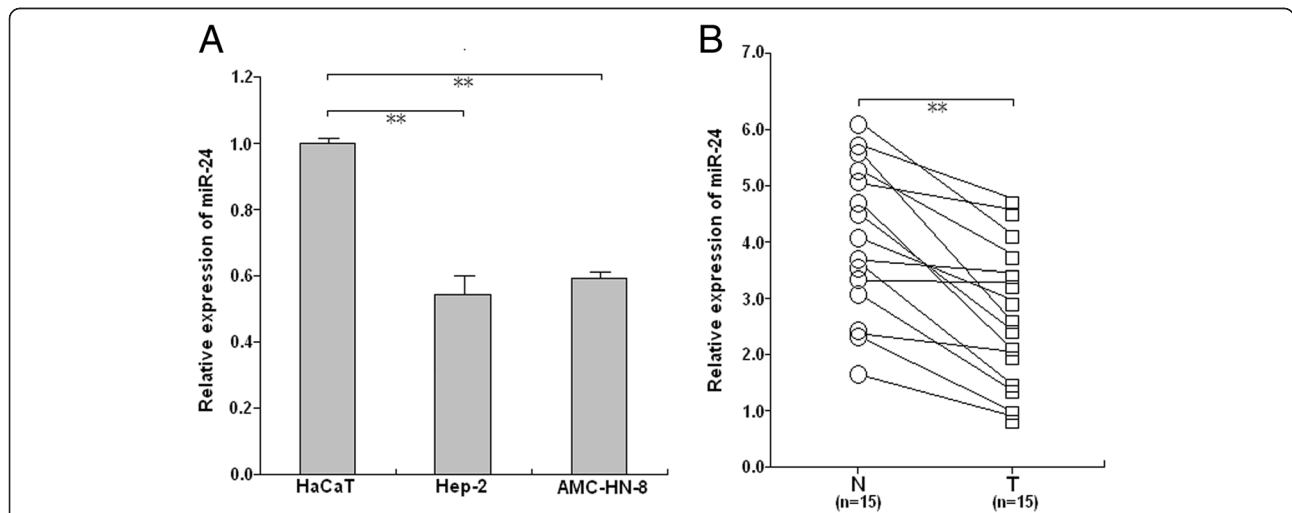 A
Relative expression of miR-24
1.2
1.0
0.8
0.6
0.4
0.2
0.0
**
**
HaCaT
Hep-2
AMC-HN-8
B
Relative expression of miR-24
7.0
6.0
5.0
4.0
3.0
2.0
1.0
0.0
**
N
(n=15)
T
(n=15)